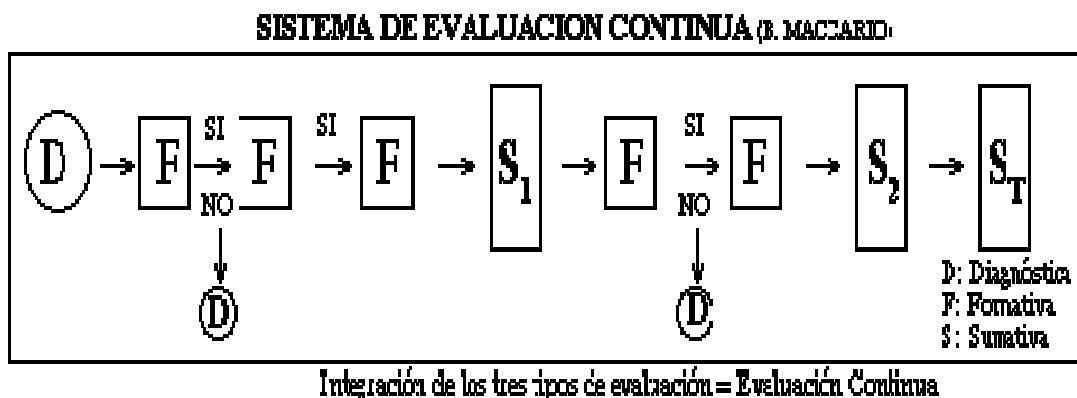 SISTEMA DE EVALUACION CONTINUA (B. MACCARIO)
SI SI SI
D F F F S1 F F S2 ST
NO NO
D D
D: Diagnóstica
F: Formativa
S: Sumativa
Integración de los tres tipos de evaluación = Evaluación Continua